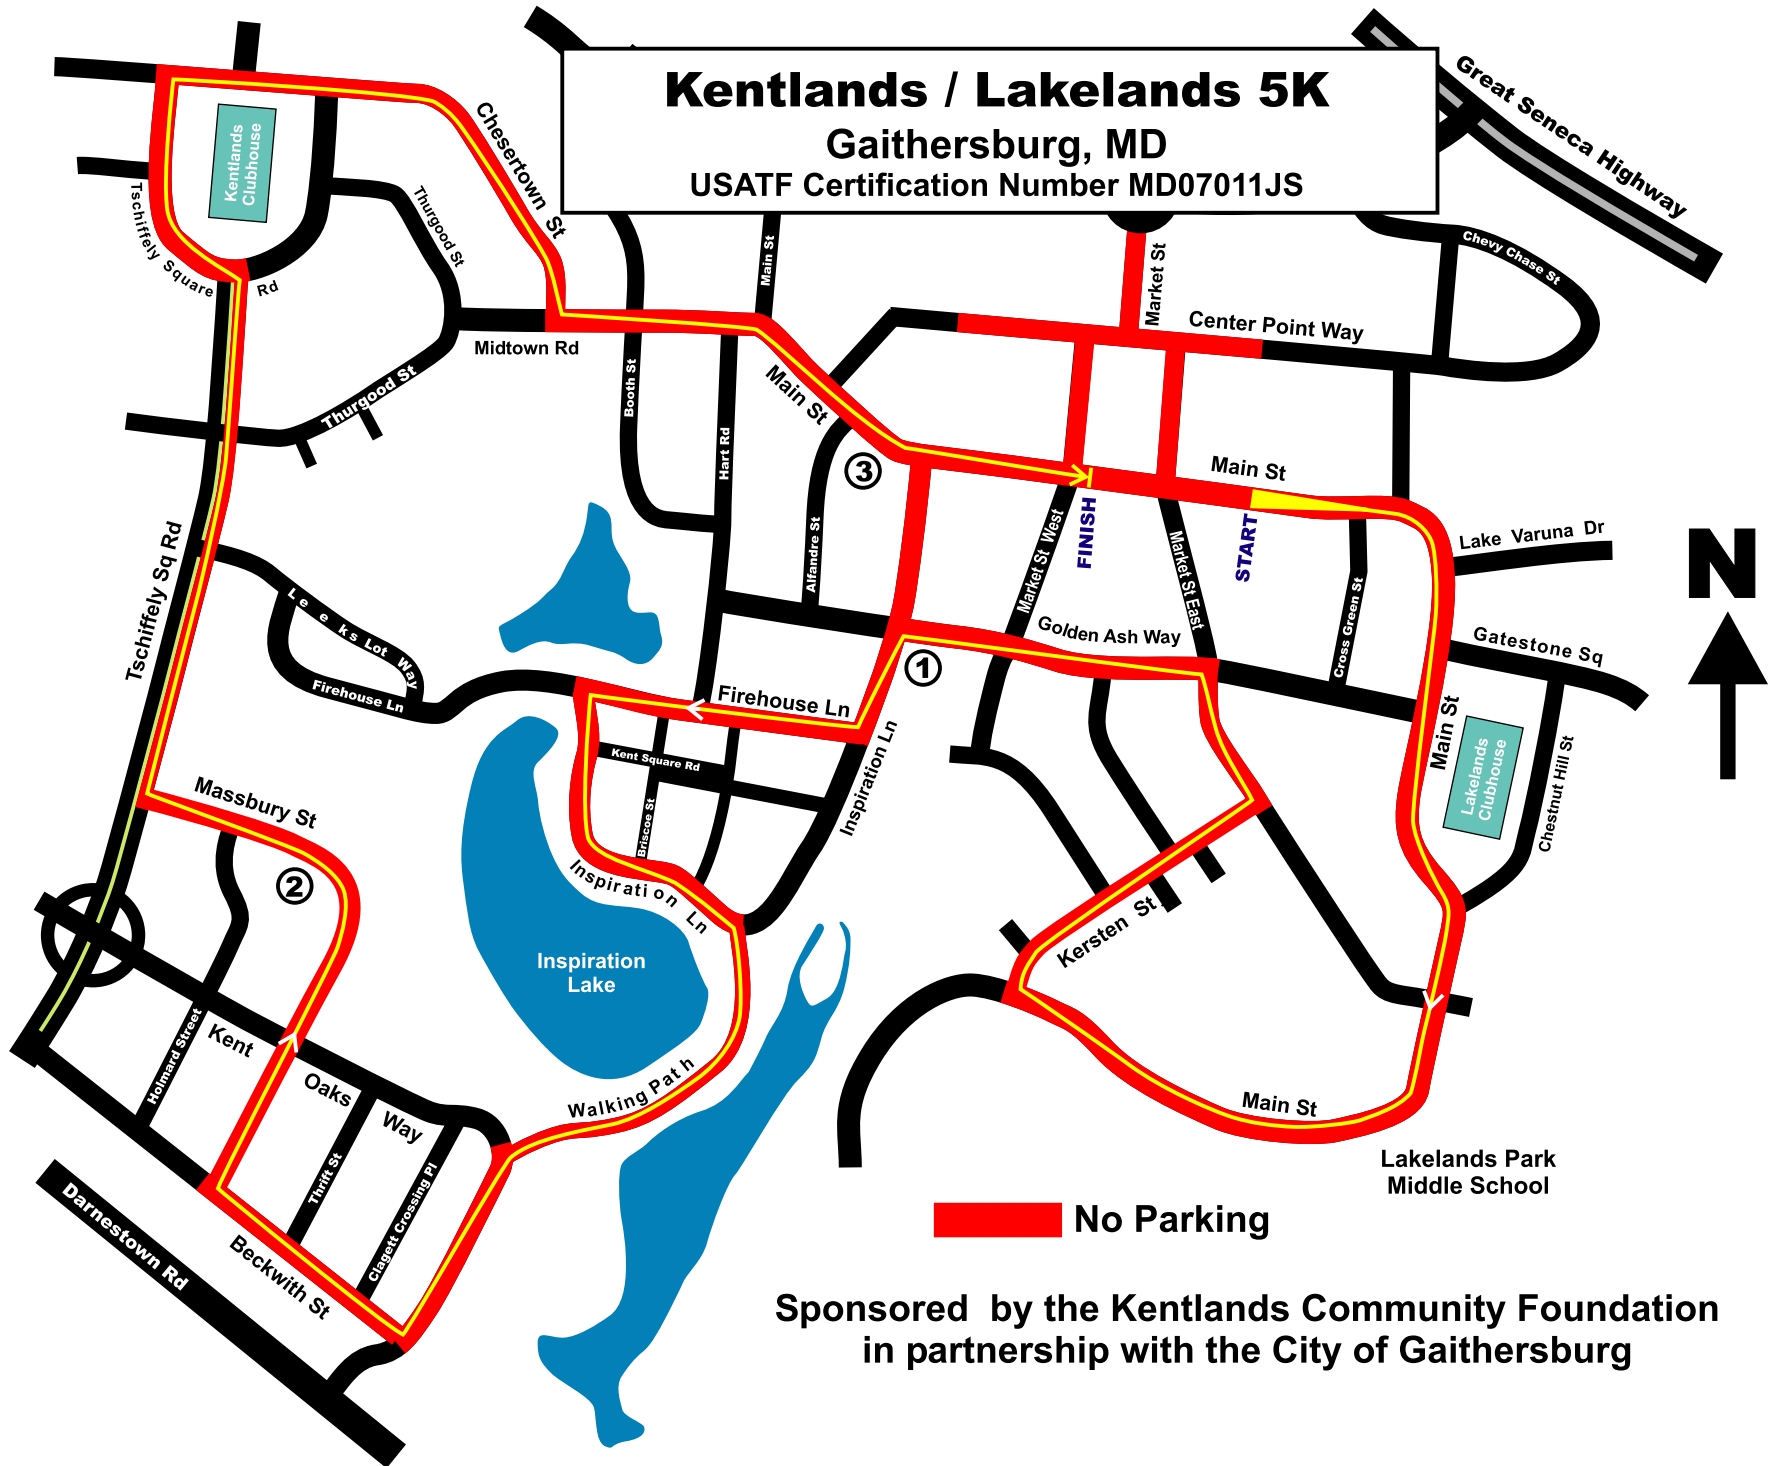 Kentlands / Lakelands 5K
Gaithersburg, MD
USATF Certification Number MD07011JS
Great Seneca Highway
Chesertown St
Kentlands
Clubhouse
Tschiffely Square Rd
Thurgood St
Main St
Market St
Chevy Chase St
Center Point Way
Midtown Rd
Thurgood St
Booth St
Main St
Hart Rd
3
Main St
FINISH
START
Lake Varuna Dr
N
Tschiffely Sq Rd
Alfandre St
Market St West
Market St East
Cross Green St
Leeks Lot Way
Golden Ash Way
Gatestone Sq
1
Firehouse Ln
Firehouse Ln
Main St
Lakelands
Clubhouse
Chestnut Hill St
Kent Square Rd
Inspiration Ln
Massbury St
Briscoe St
2
Inspiration Ln
Kersten St
Inspiration
Lake
Holmard Street
Kent Oaks Way
Walking Path
Main St
Thrift St
Clagett Crossing Pl
Lakelands Park
Middle School
Darnestown Rd
Beckwith St
No Parking
Sponsored by the Kentlands Community Foundation
in partnership with the City of Gaithersburg